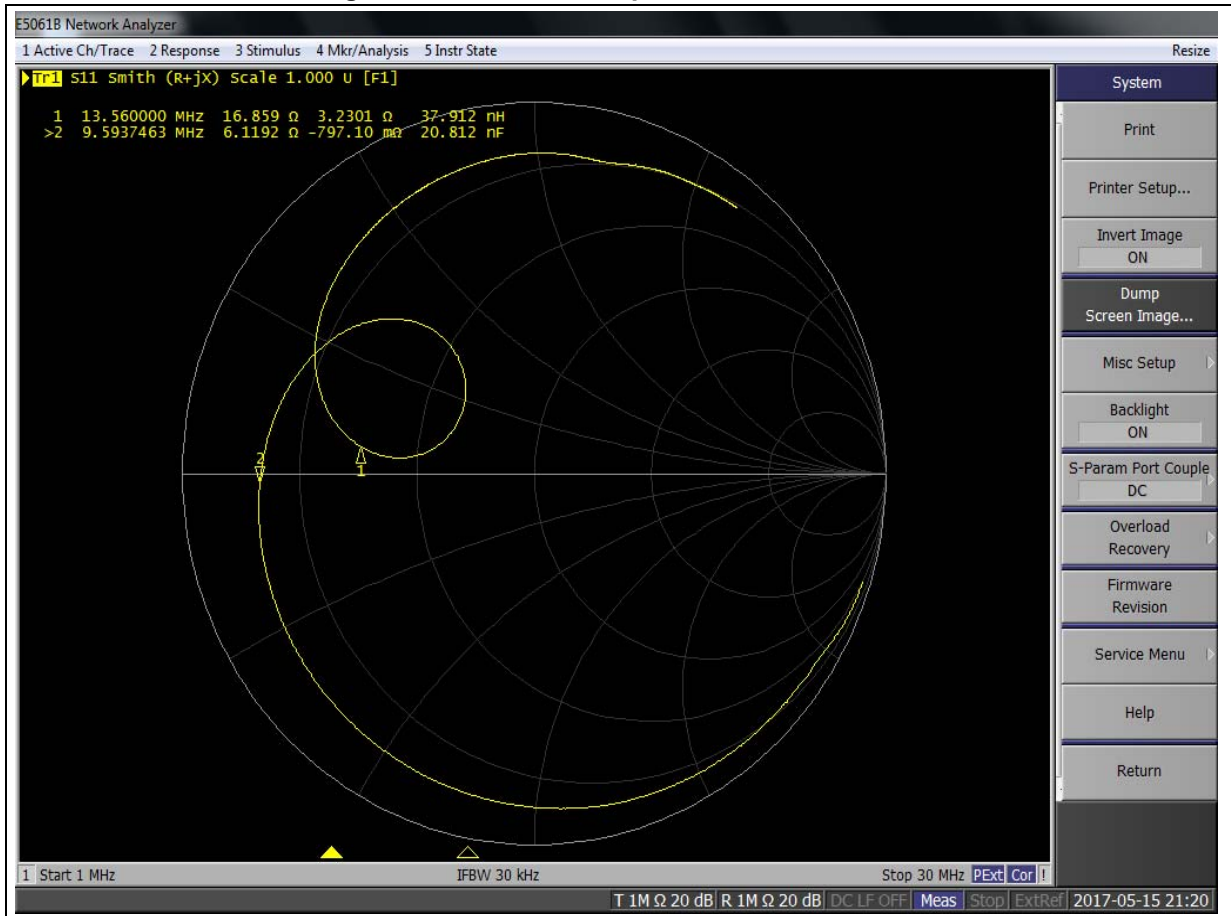 E5061B Network Analyzer
1 Active Ch/Trace 2 Response 3 Stimulus 4 Mkr/Analysis 5 Instr State Resize
Tr1 S11 Smith (R+jX) Scale 1.000 U [F1]
1 13.560000 MHz 16.859 Ω 3.2301 Ω 37.912 nH
>2 9.5937463 MHz 6.1192 Ω -797.10 mΩ 20.812 nF
2
1
System
Print
Printer Setup...
Invert Image
ON
Dump
Screen Image...
Misc Setup
Backlight
ON
S-Param Port Couple
DC
Overload
Recovery
Firmware
Revision
Service Menu
Help
Return
1 Start 1 MHz IFBW 30 kHz Stop 30 MHz PExt Cor !
T 1M Ω 20 dB R 1M Ω 20 dB DC LF OFF Meas Stop ExtRef 2017-05-15 21:20